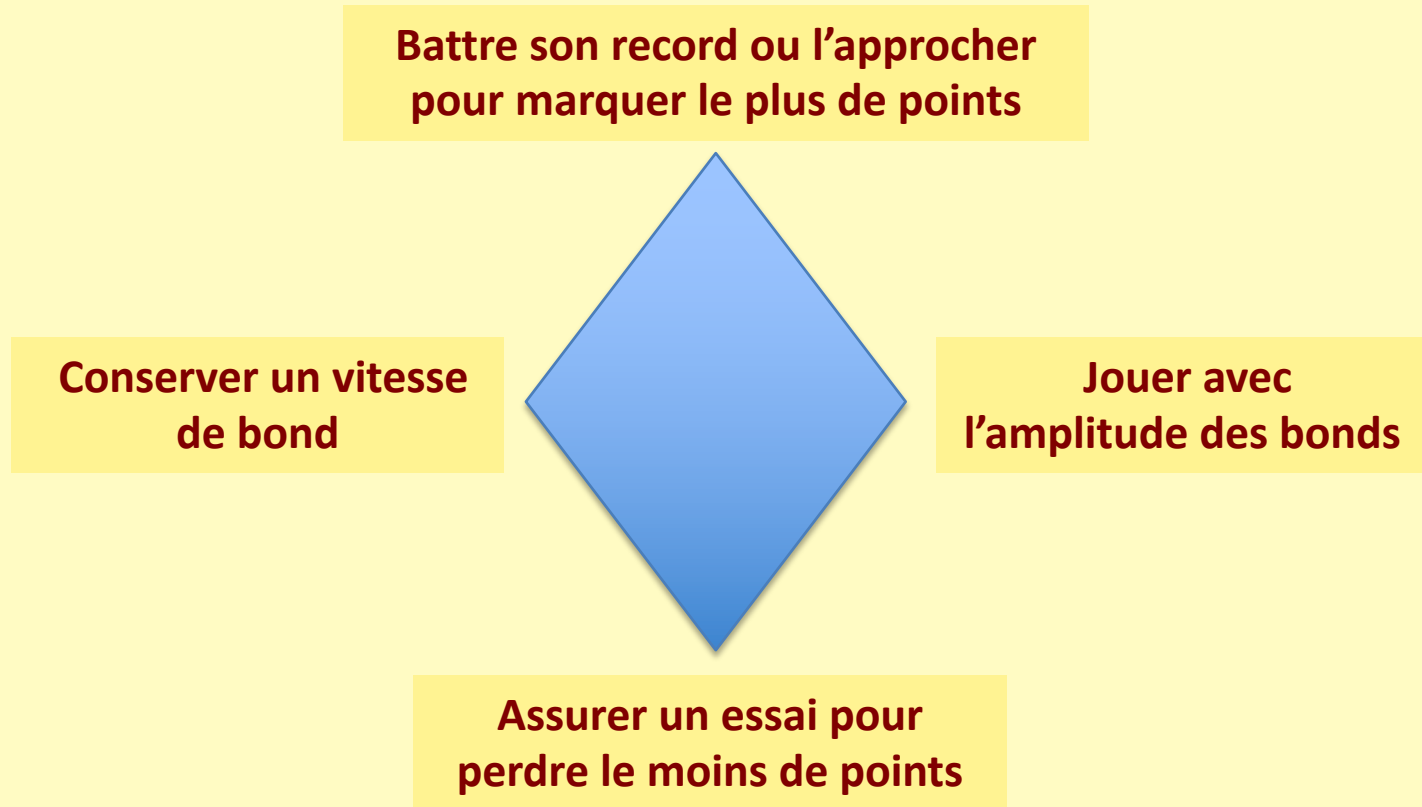 Battre son record ou l’approcher
pour marquer le plus de points
Conserver un vitesse
de bond
Jouer avec
l’amplitude des bonds
Assurer un essai pour
perdre le moins de points